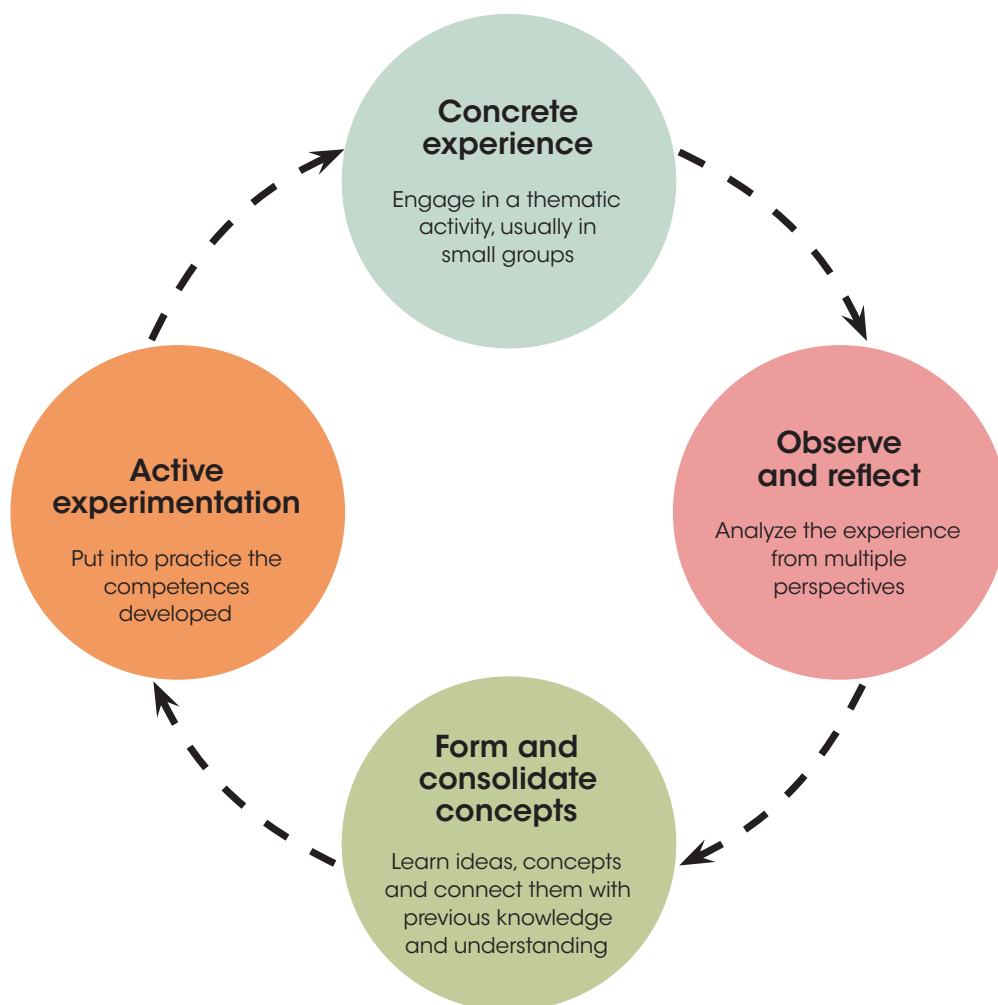 Concrete
experience
Engage in a thematic
activity, usually in
small groups
Observe
and reflect
Analyze the experience
from multiple
perspectives
Form and
consolidate
concepts
Learn ideas, concepts
and connect them with
previous knowledge
and understanding
Active
experimentation
Put into practice the
competences
developed